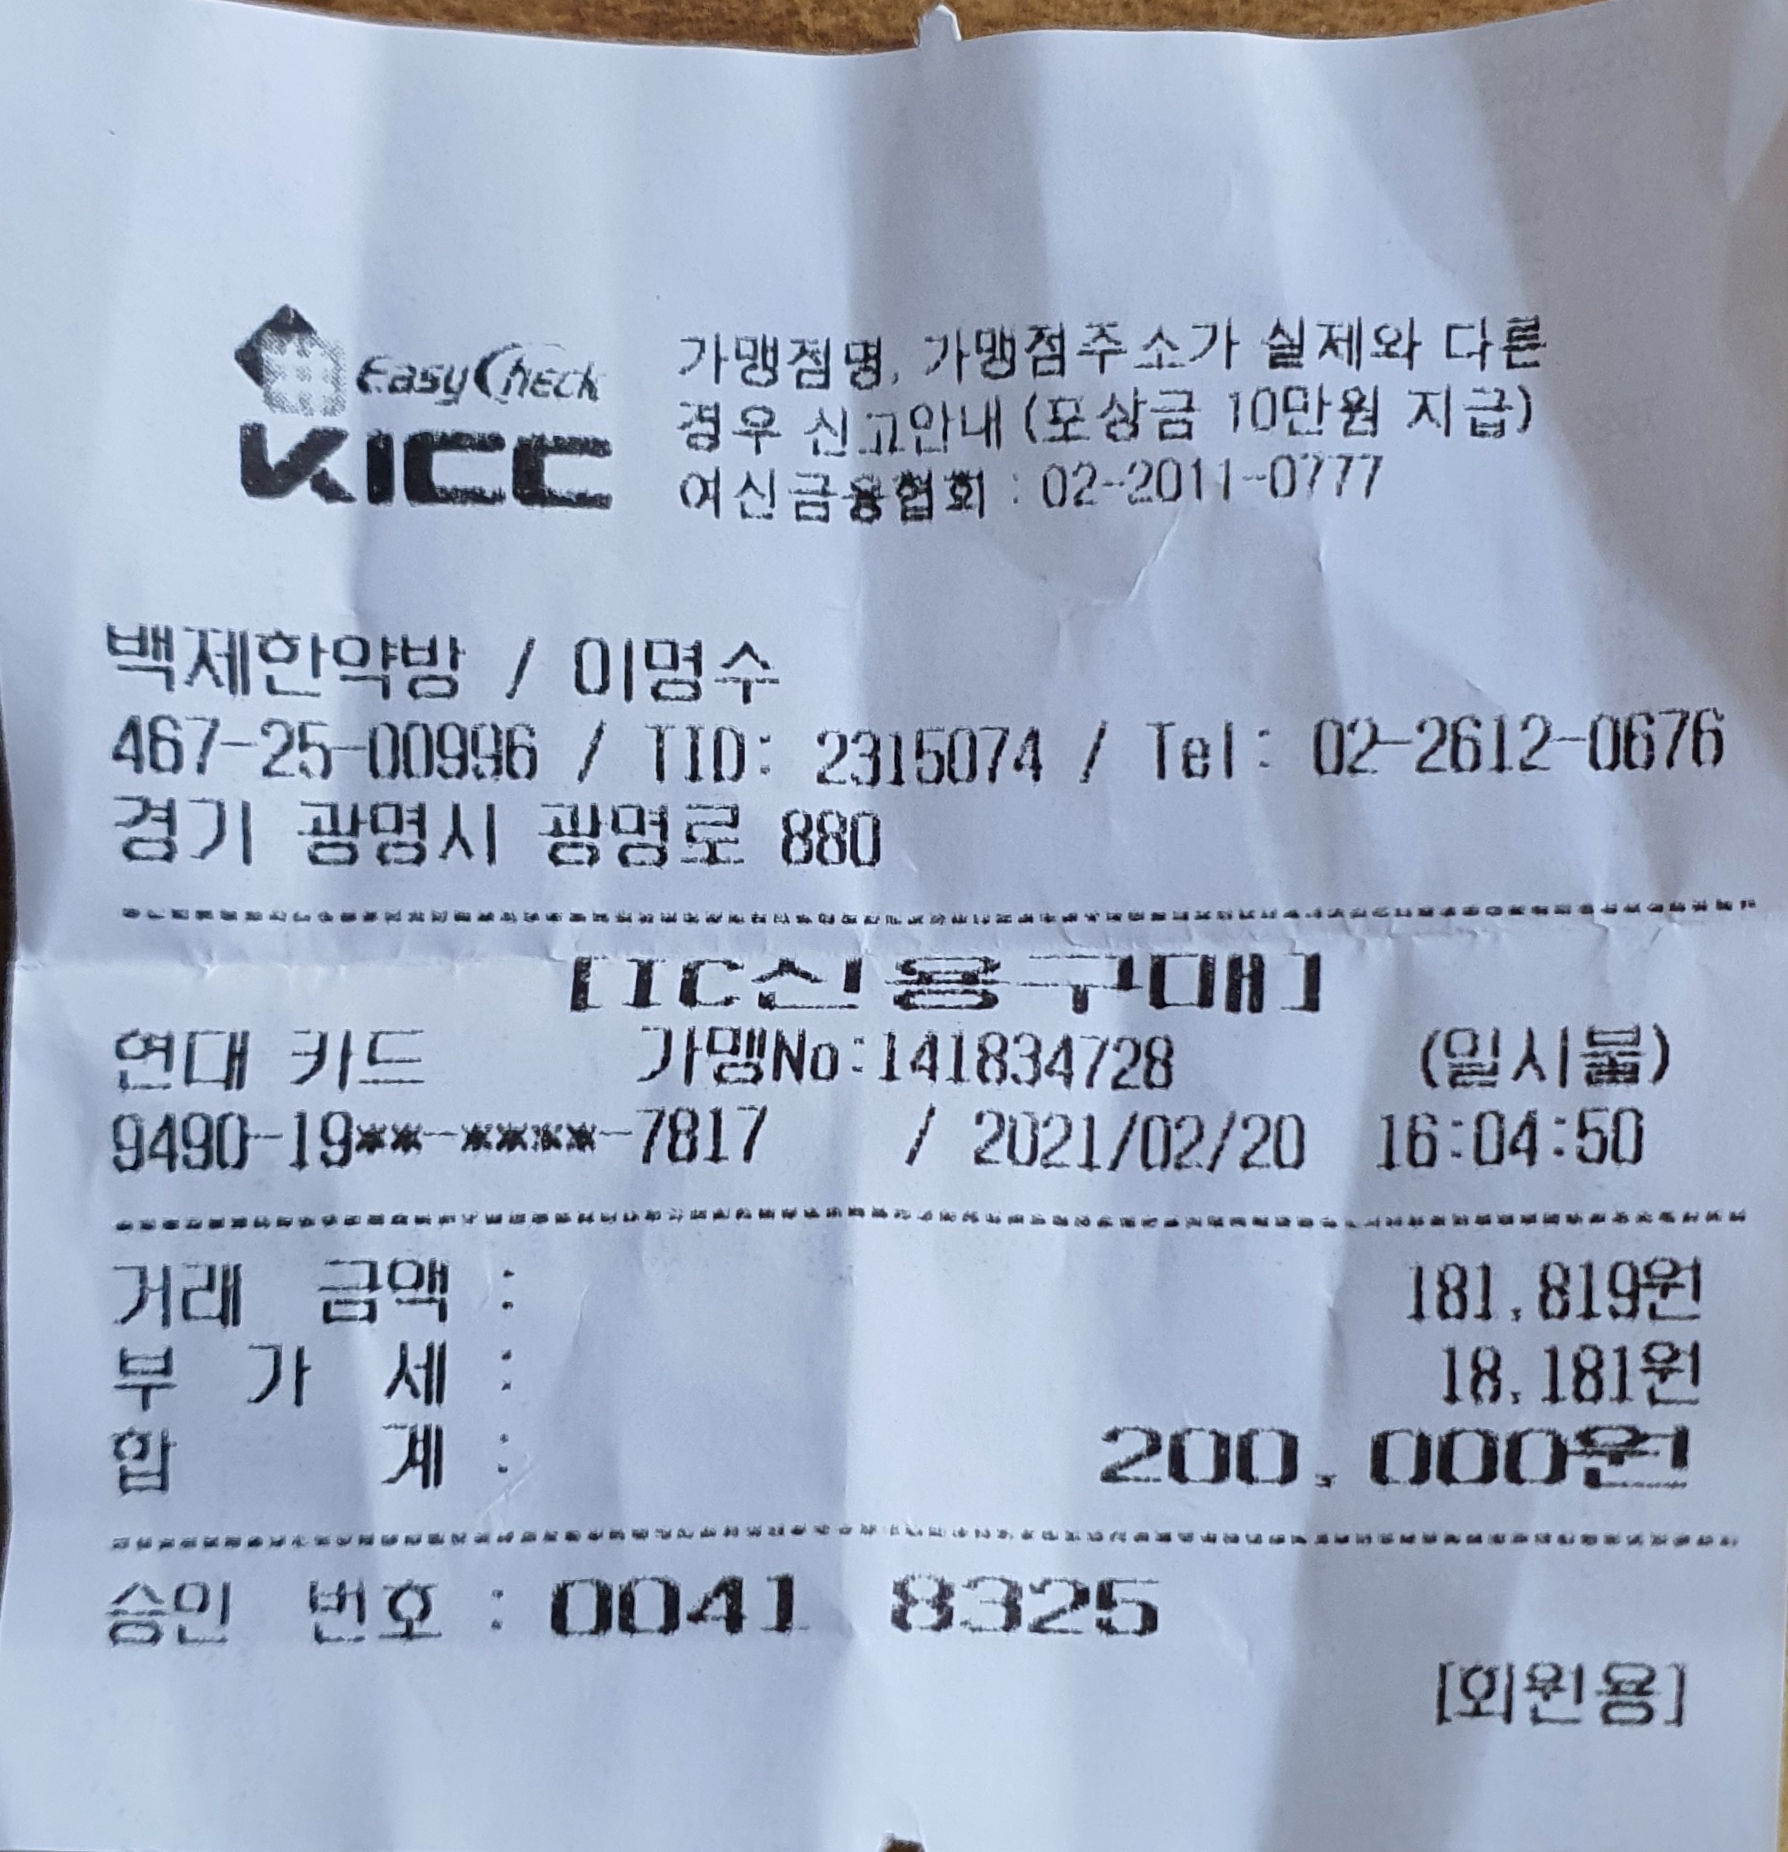 EasyCheck
KICC
가맹점명, 가맹점주소가 실제와 다른
경우 신고안내 (포상금 10만원 지급)
여신금융협회 : 02-2011-0777
백제한약방 / 이명수
467-25-00996 / TID: 2315074 / Tel: 02-2612-0676
경기 광명시 광명로 880
[IC신용구매]
현대 카드 가맹No:141834728 (일시불)
9490-19**-****-7817 / 2021/02/20 16:04:50
거래 금액 : 181,819원
부 가 세 : 18,181원
합 계 : 200,000원
승인 번호 : 0041 8325
[회원용]